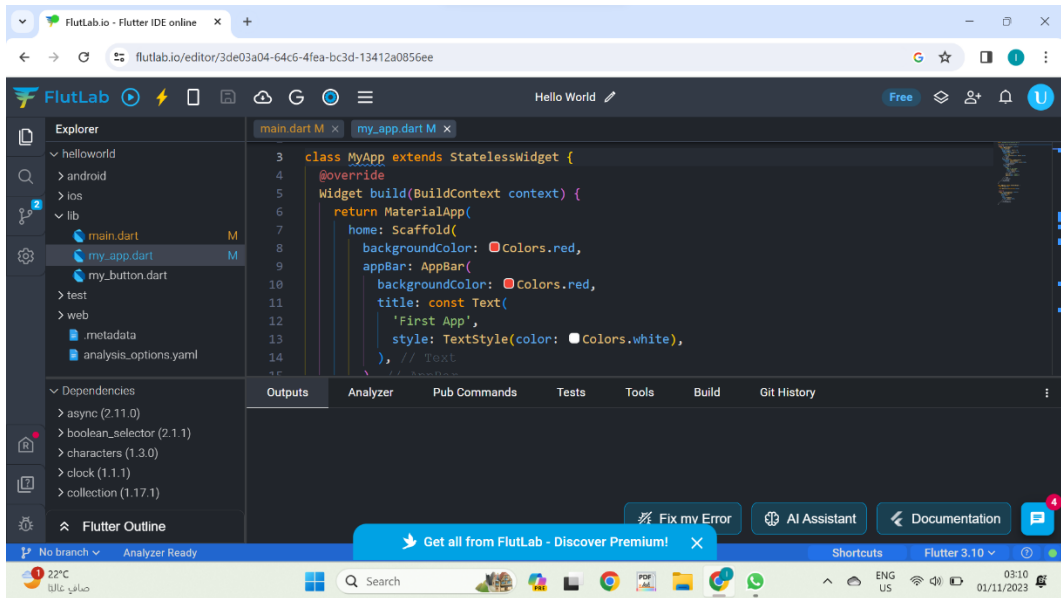 FlutLab.io - Flutter IDE online
flutlab.io/editor/3de03a04-64c6-4fea-bc3d-13412a0856ee
G
I
FlutLab
G
Hello World
Free
U
Explorer
main.dart M
my_app.dart M
helloworld
android
ios
lib
main.dart M
my_app.dart M
my_button.dart
test
web
.metadata
analysis_options.yaml
2
3 class MyApp extends StatelessWidget {
4 @override
5 Widget build(BuildContext context) {
6 return MaterialApp(
7 home: Scaffold(
8 backgroundColor: Colors.red,
9 appBar: AppBar(
10 backgroundColor: Colors.red,
11 title: const Text(
12 'First App',
13 style: TextStyle(color: Colors.white),
14 ), // Text
15 ), // AppBar
Dependencies
async (2.11.0)
boolean_selector (2.1.1)
characters (1.3.0)
clock (1.1.1)
collection (1.17.1)
R
Flutter Outline
Outputs Analyzer Pub Commands Tests Tools Build Git History
Fix my Error
AI Assistant
Documentation
4
Get all from FlutLab - Discover Premium!
No branch Analyzer Ready
Shortcuts Flutter 3.10
1
22°C
صافٍ غالبًا
Search
PRE
PDF
ENG
US
03:10
01/11/2023